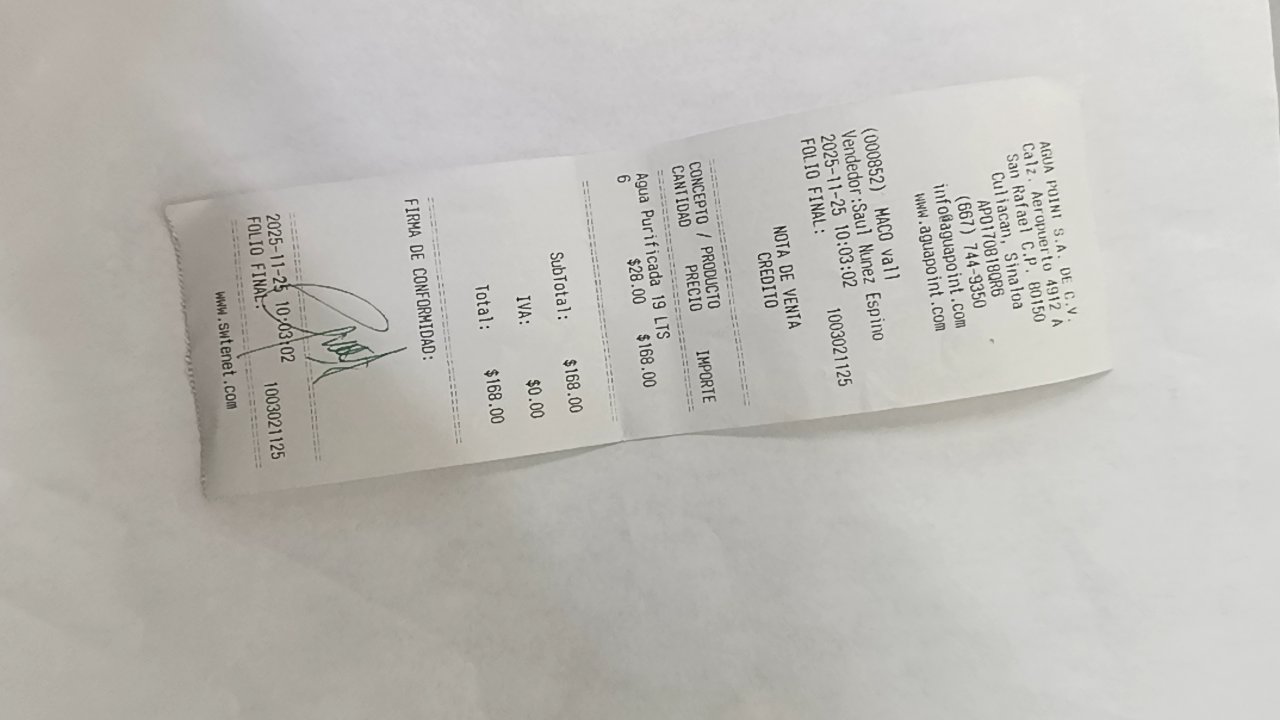 AGUA POINT S.A. DE C.V.
Calz. Aeropuerto 4912 A
San Rafael C.P. 80150
Culiacan, Sinaloa
APO170818QR6
(667) 744-9350
info@aguapoint.com
www.aguapoint.com
(000852) MACO vall
Vendedor:Saul Nunez Espino
2025-11-25 10:03:02
FOLIO FINAL: 1003021125
NOTA DE VENTA
CREDITO
CONCEPTO / PRODUCTO
CANTIDAD PRECIO IMPORTE
Agua Purificada 19 LTS
6 $28.00 $168.00
SubTotal: $168.00
IVA: $0.00
Total: $168.00
FIRMA DE CONFORMIDAD:
2025-11-25 10:03:02
FOLIO FINAL: 1003021125
www.swtenet.com